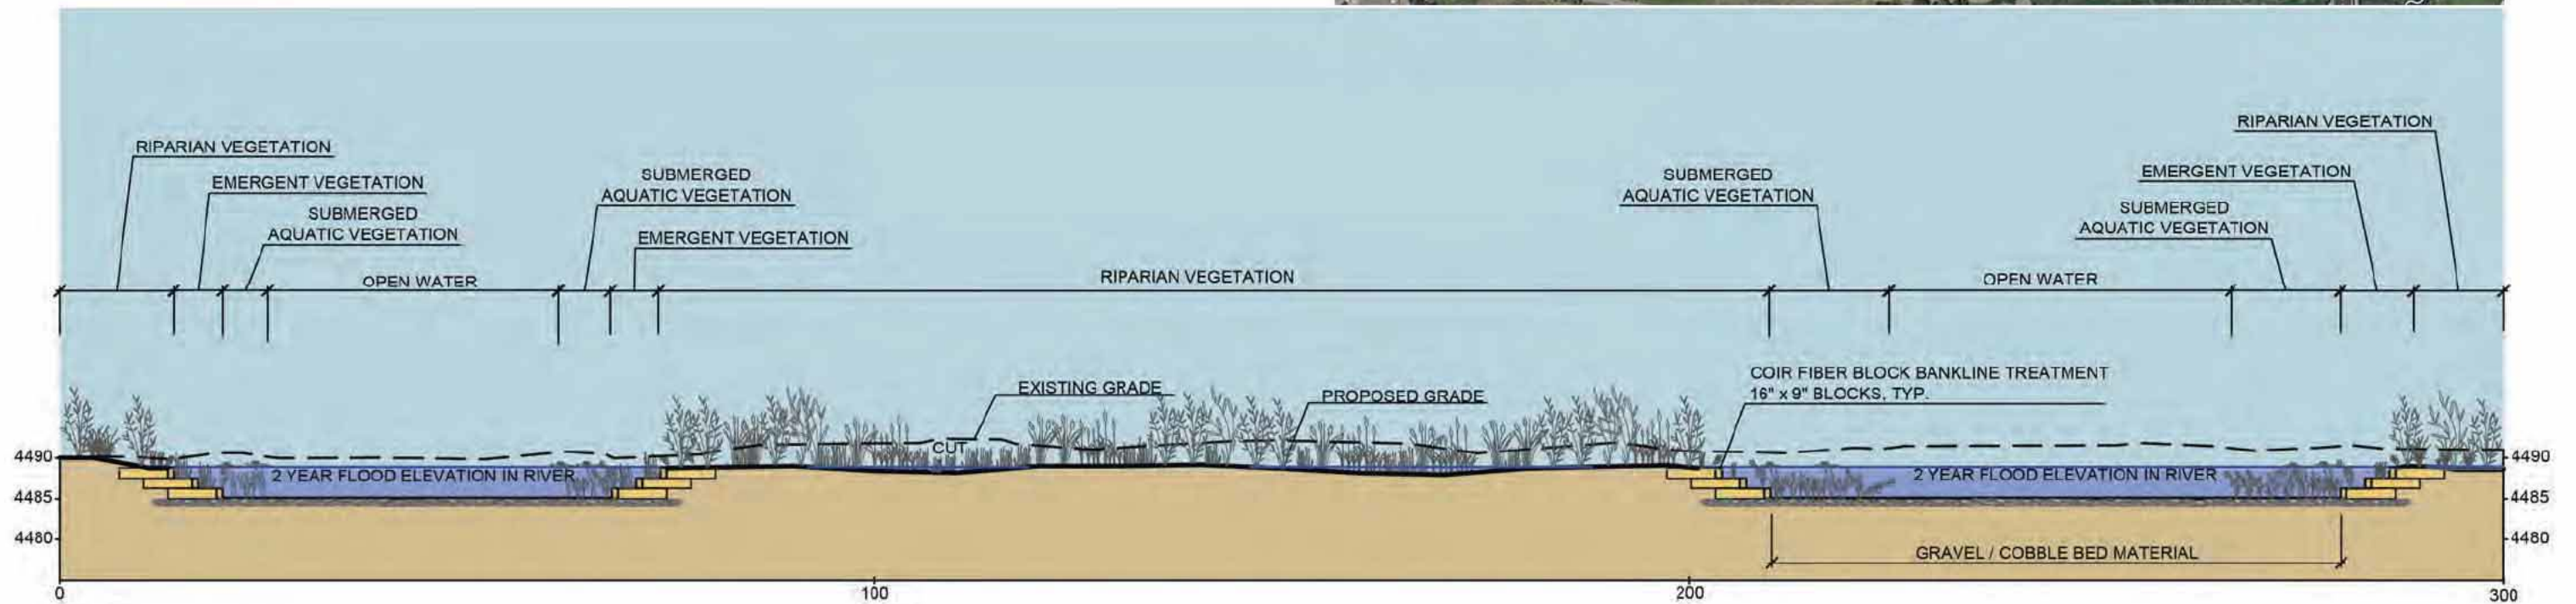 RIPARIAN VEGETATION
EMERGENT VEGETATION
SUBMERGED
AQUATIC VEGETATION
OPEN WATER
SUBMERGED
AQUATIC VEGETATION
EMERGENT VEGETATION
RIPARIAN VEGETATION
SUBMERGED
AQUATIC VEGETATION
OPEN WATER
SUBMERGED
AQUATIC VEGETATION
EMERGENT VEGETATION
RIPARIAN VEGETATION
EXISTING GRADE
PROPOSED GRADE
CUT
COIR FIBER BLOCK BANKLINE TREATMENT
16" x 9" BLOCKS, TYP.
2 YEAR FLOOD ELEVATION IN RIVER
2 YEAR FLOOD ELEVATION IN RIVER
GRAVEL / COBBLE BED MATERIAL
4490
4485
4480
4490
4485
4480
0
100
200
300